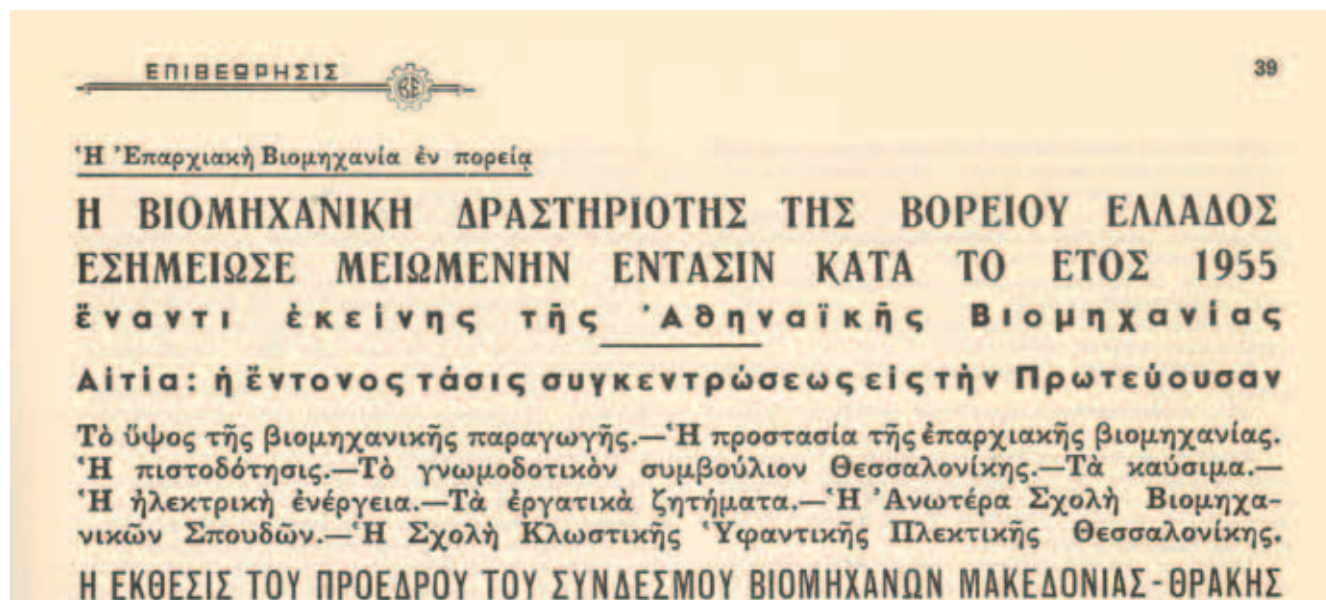 ΕΠΙΘΕΩΡΗΣΙΣ ΒΕ 39
Ἡ Ἐπαρχιακὴ Βιομηχανία ἐν πορείᾳ
Η ΒΙΟΜΗΧΑΝΙΚΗ ΔΡΑΣΤΗΡΙΟΤΗΣ ΤΗΣ ΒΟΡΕΙΟΥ ΕΛΛΑΔΟΣ
ΕΣΗΜΕΙΩΣΕ ΜΕΙΩΜΕΝΗΝ ΕΝΤΑΣΙΝ ΚΑΤΑ ΤΟ ΕΤΟΣ 1955
ἔναντι ἐκείνης τῆς Ἀθηναϊκῆς Βιομηχανίας
Αἰτία: ἡ ἔντονος τάσις συγκεντρώσεως εἰς τὴν Πρωτεύουσαν
Τὸ ὕψος τῆς βιομηχανικῆς παραγωγῆς.—Ἡ προστασία τῆς ἐπαρχιακῆς βιομηχανίας.
Ἡ πιστοδότησις.—Τὸ γνωμοδοτικὸν συμβούλιον Θεσσαλονίκης.—Τὰ καύσιμα.—
Ἡ ἠλεκτρικὴ ἐνέργεια.—Τὰ ἐργατικὰ ζητήματα.—Ἡ Ἀνωτέρα Σχολὴ Βιομηχα-
νικῶν Σπουδῶν.—Ἡ Σχολὴ Κλωστικῆς Ὑφαντικῆς Πλεκτικῆς Θεσσαλονίκης.
Η ΕΚΘΕΣΙΣ ΤΟΥ ΠΡΟΕΔΡΟΥ ΤΟΥ ΣΥΝΔΕΣΜΟΥ ΒΙΟΜΗΧΑΝΩΝ ΜΑΚΕΔΟΝΙΑΣ-ΘΡΑΚΗΣ